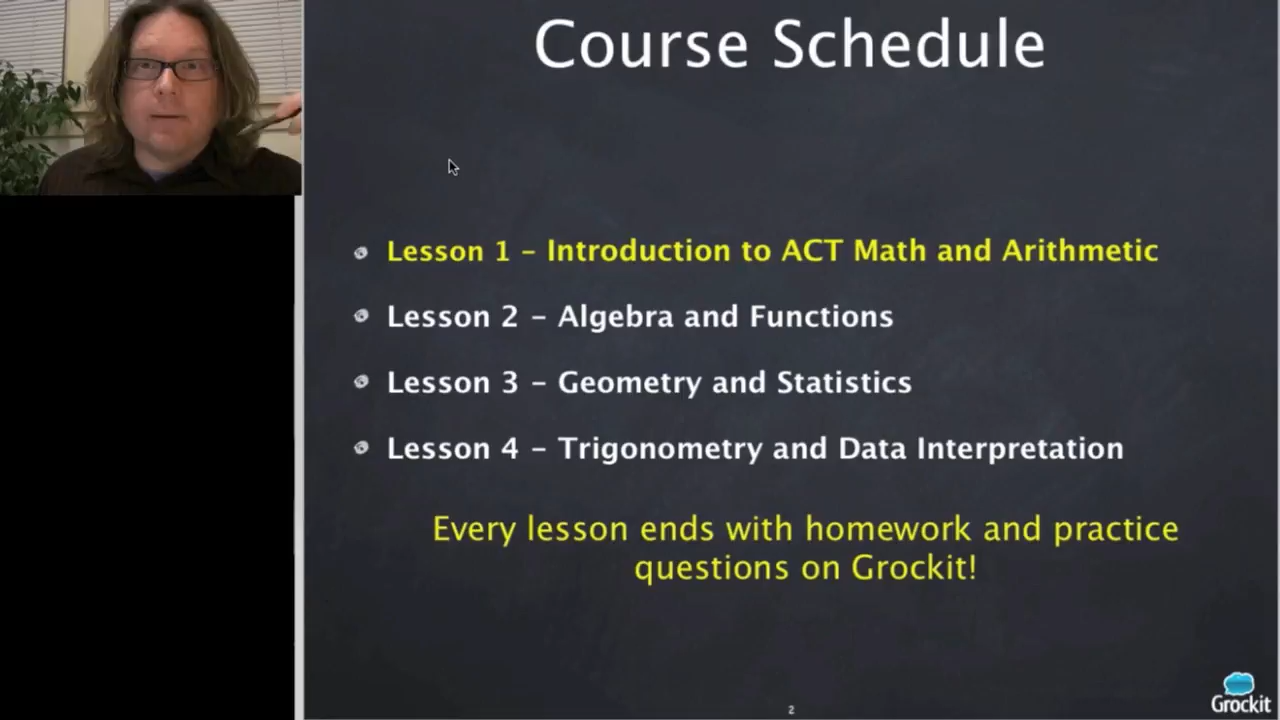 Course Schedule
Lesson 1 – Introduction to ACT Math and Arithmetic
Lesson 2 – Algebra and Functions
Lesson 3 – Geometry and Statistics
Lesson 4 – Trigonometry and Data Interpretation
Every lesson ends with homework and practice
questions on Grockit!
2
Grockit